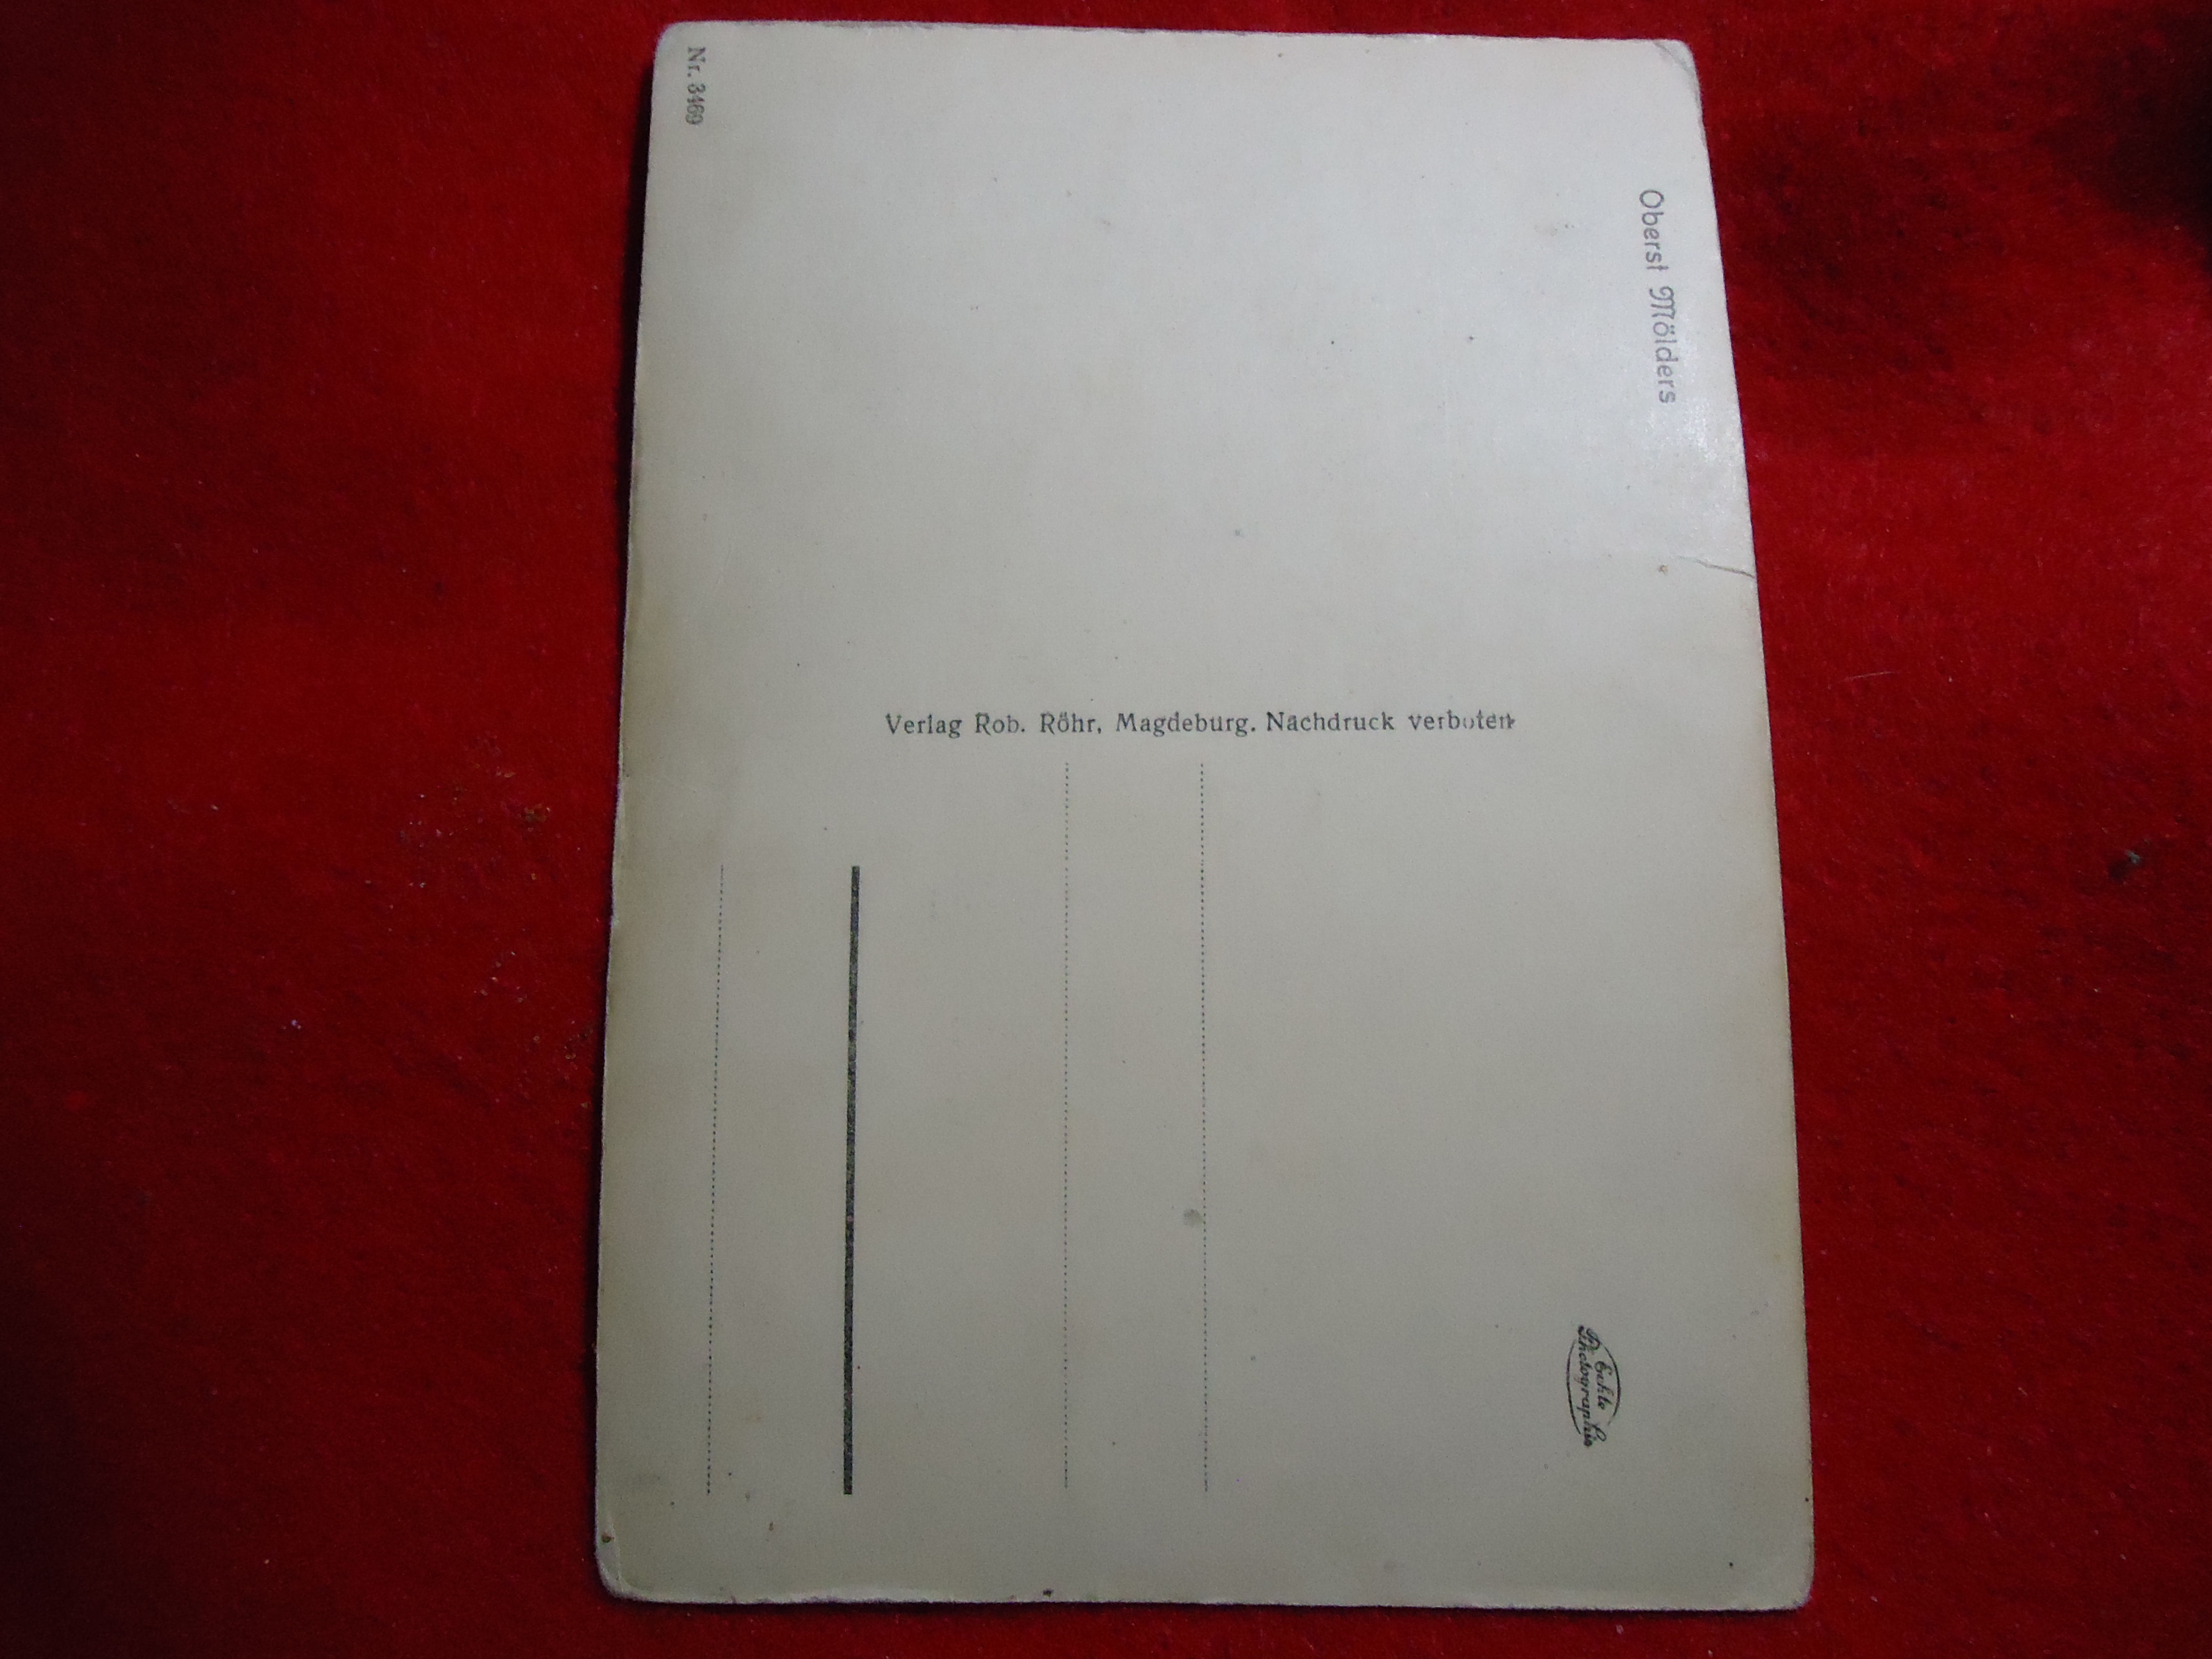 Oberst Mölders
Nr. 3469
Verlag Rob. Röhr, Magdeburg. Nachdruck verboten
Echte
Photographie